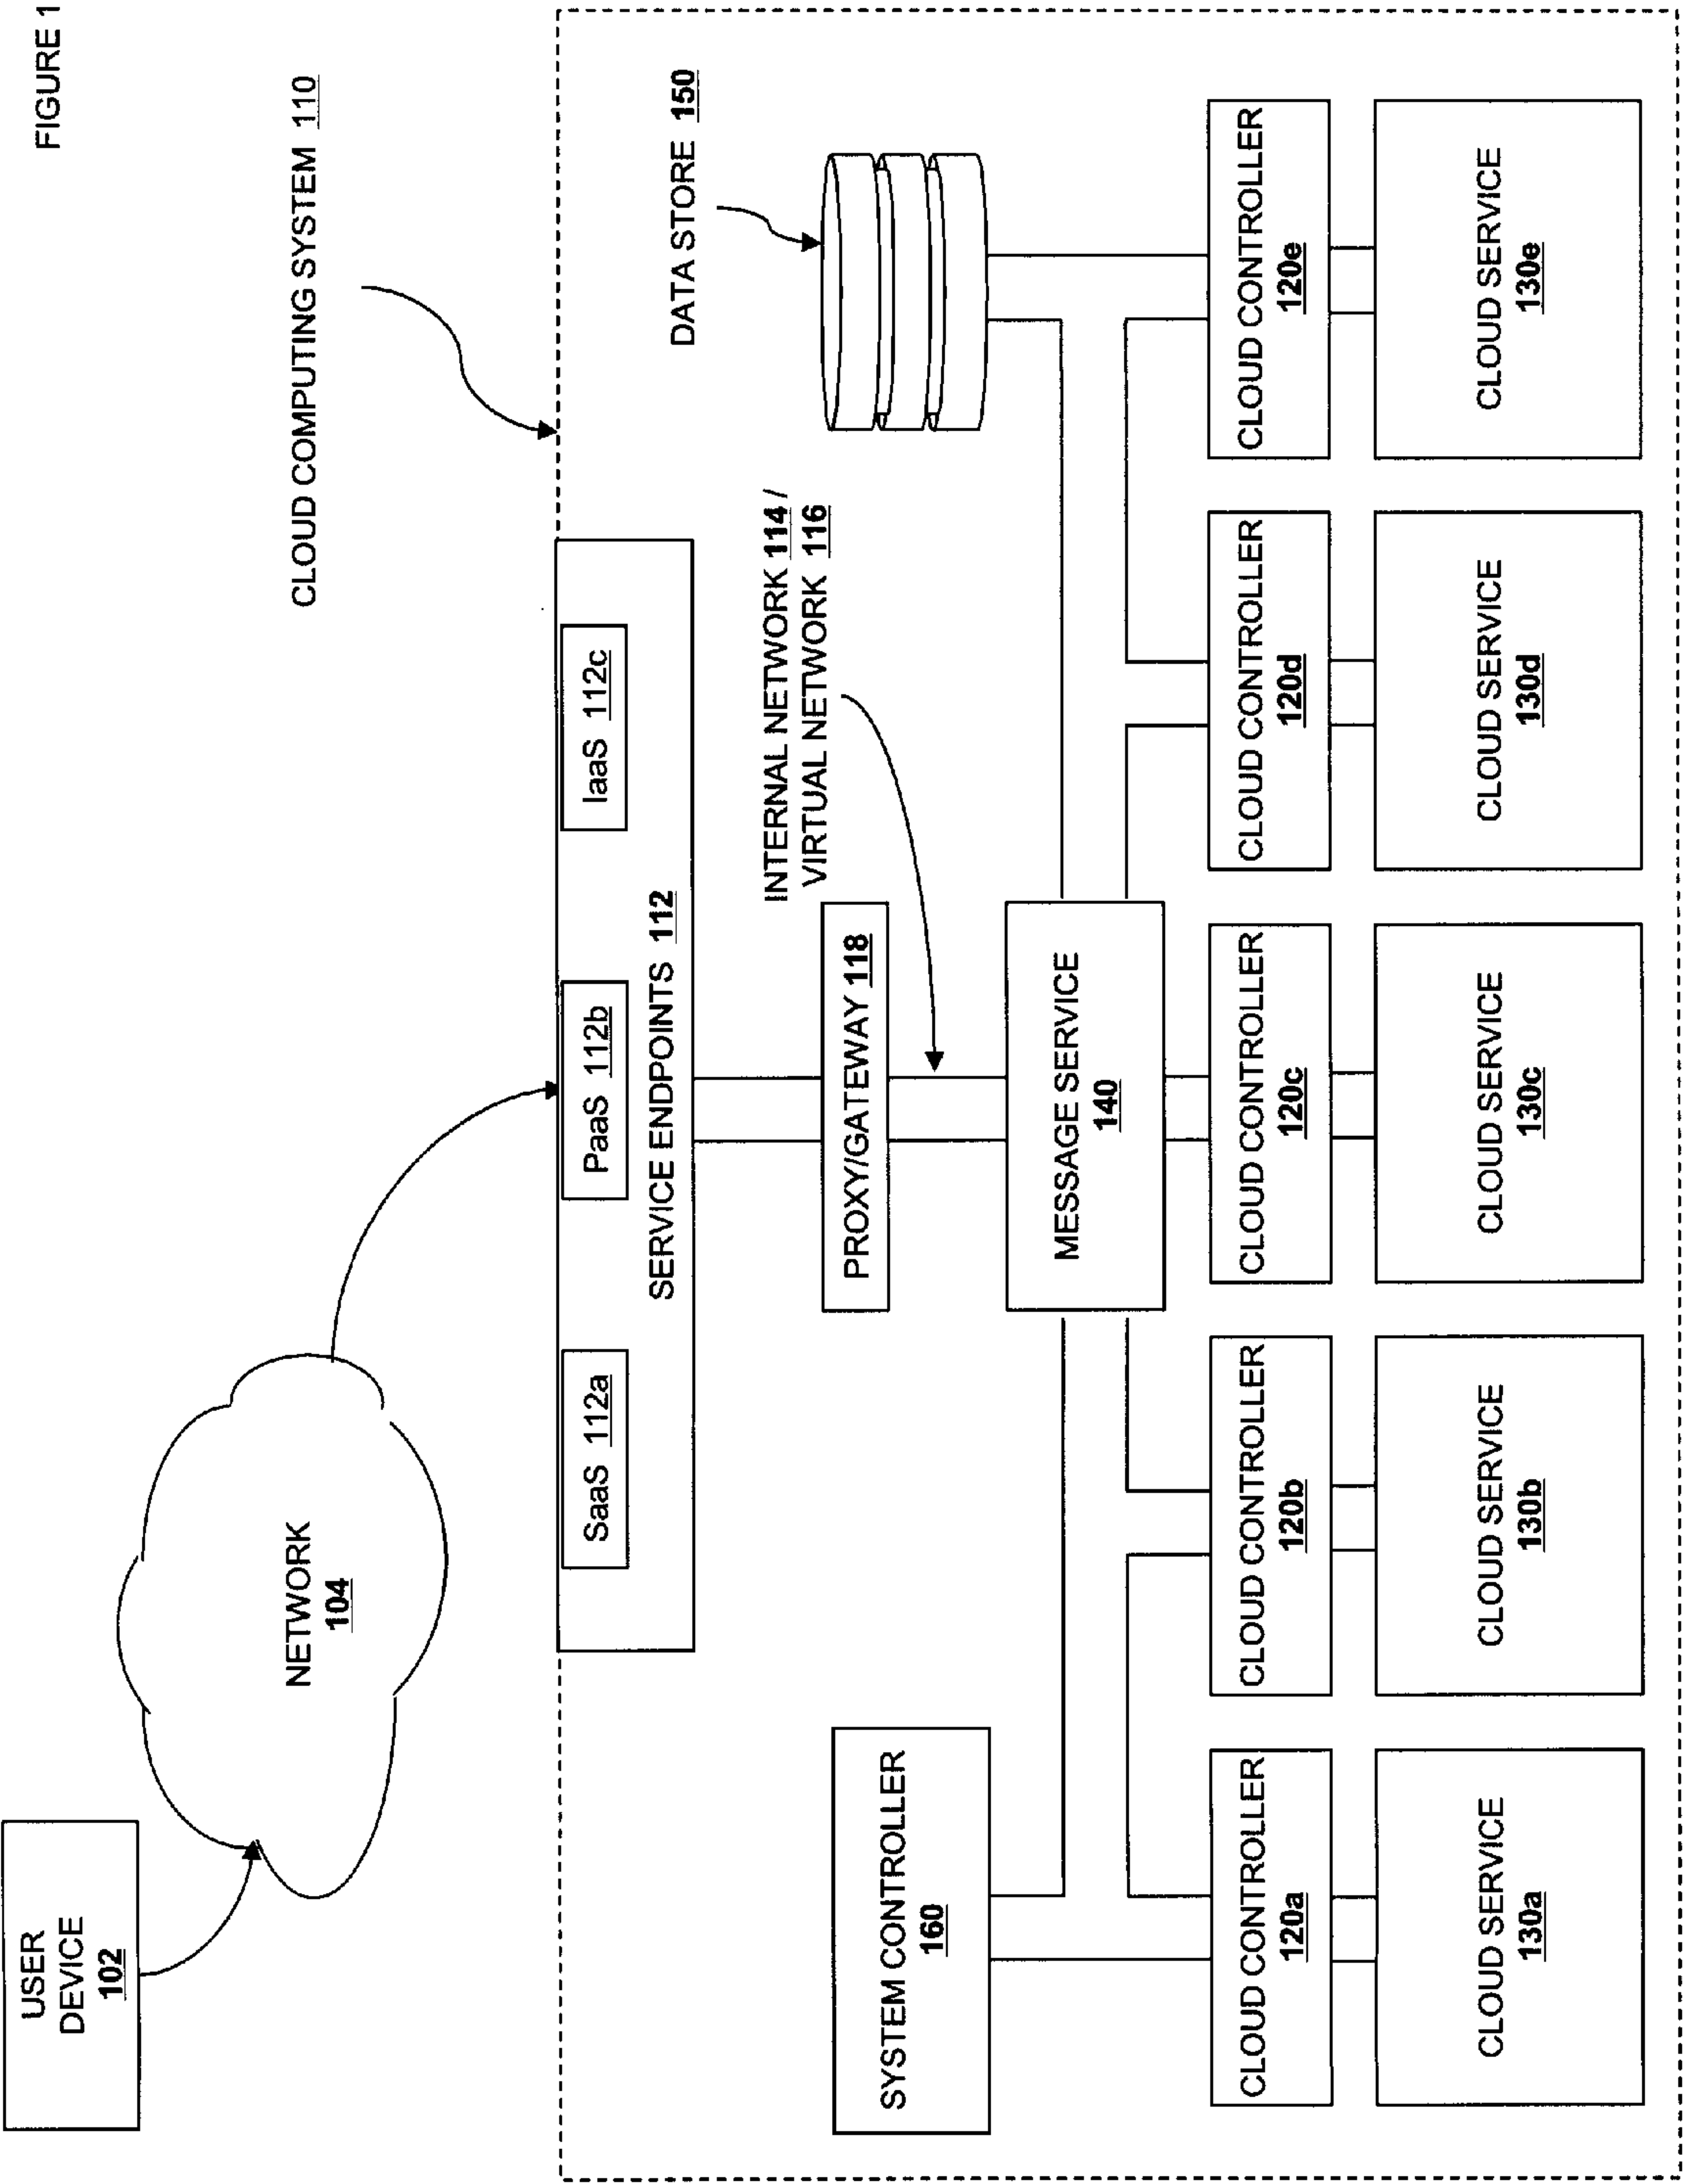 FIGURE 1
USER
DEVICE
102
NETWORK
104
CLOUD COMPUTING SYSTEM 110
SaaS 112a
PaaS 112b
IaaS 112c
SERVICE ENDPOINTS 112
DATA STORE 150
INTERNAL NETWORK 114 /
VIRTUAL NETWORK 116
PROXY/GATEWAY 118
SYSTEM CONTROLLER
160
MESSAGE SERVICE
140
CLOUD CONTROLLER
120a
CLOUD CONTROLLER
120b
CLOUD CONTROLLER
120c
CLOUD CONTROLLER
120d
CLOUD CONTROLLER
120e
CLOUD SERVICE
130a
CLOUD SERVICE
130b
CLOUD SERVICE
130c
CLOUD SERVICE
130d
CLOUD SERVICE
130e